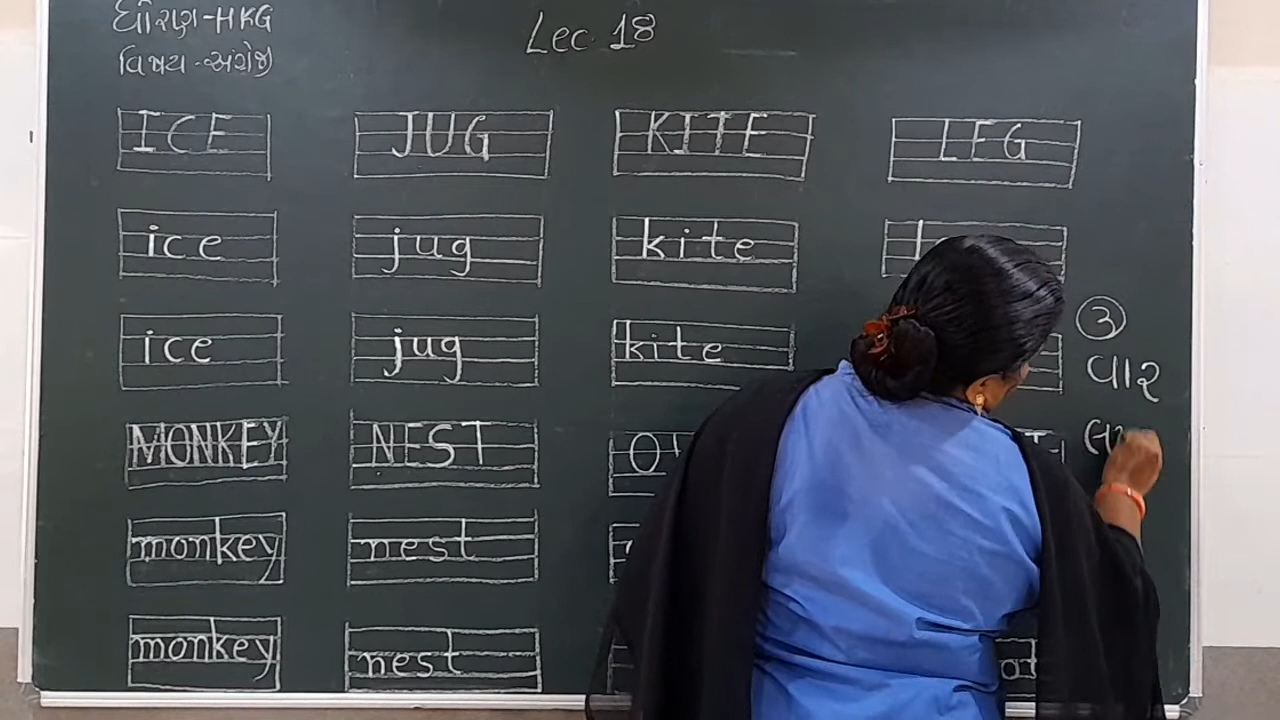 ધોરણ-HKG
વિષય-અંગ્રેજી
Lec. 18
ICE JUG KITE LEG
ice jug kite
ice jug kite
MONKEY NEST
monkey nest
monkey nest
③
વાર